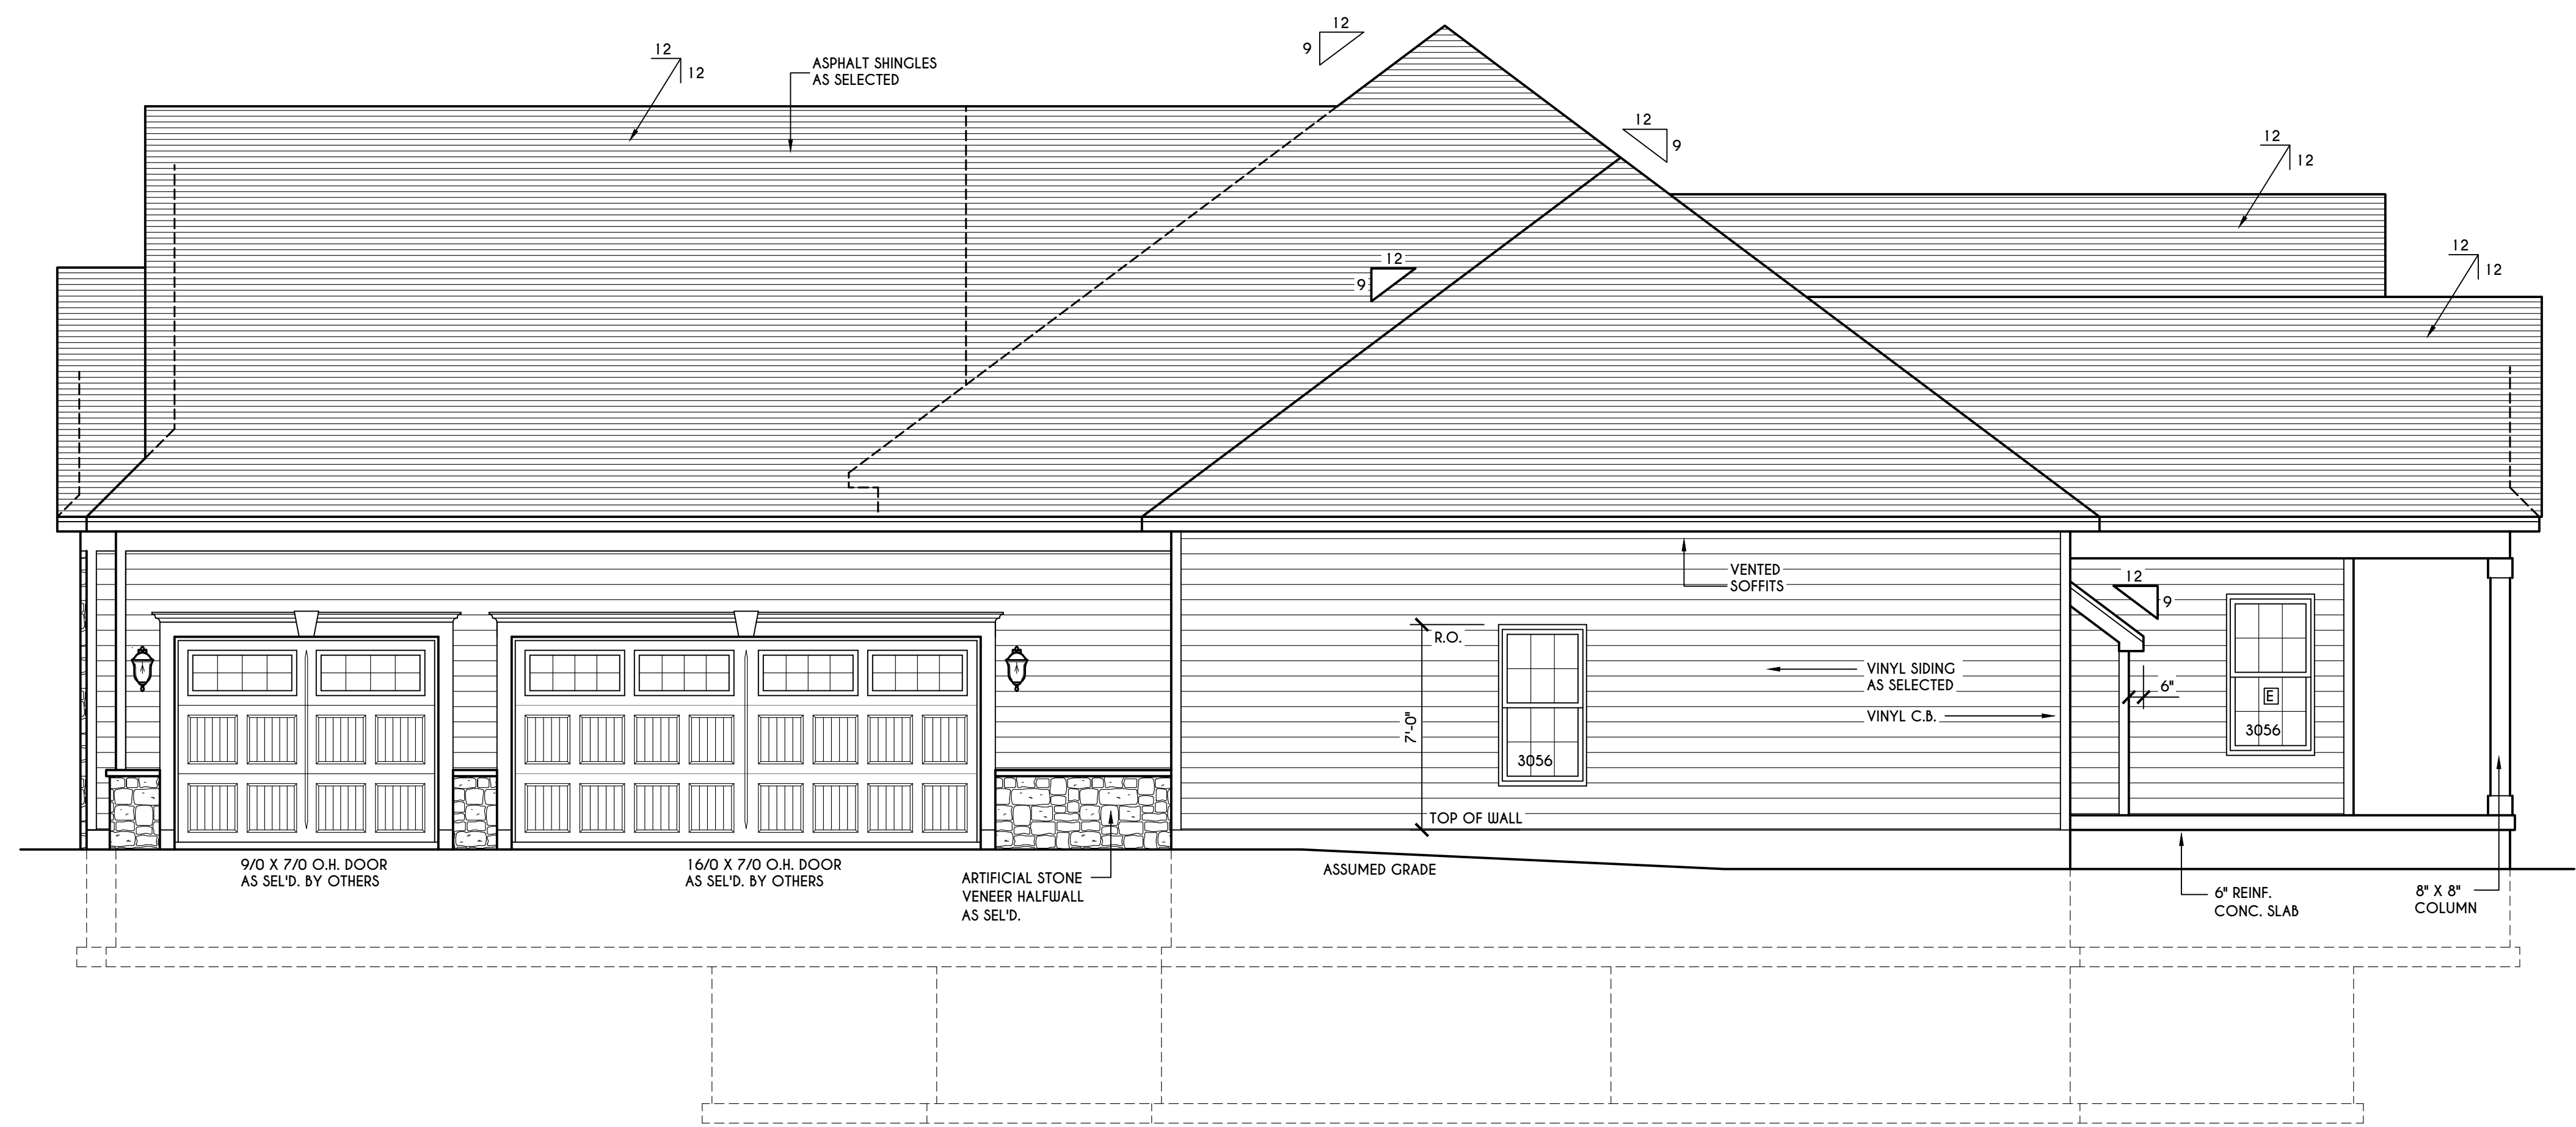 12
9
12
12
ASPHALT SHINGLES
AS SELECTED
12
9
12
12
12
12
12
9
VENTED
SOFFITS
12
9
R.O.
7'-0"
3056
VINYL SIDING
AS SELECTED
6"
E
3056
VINYL C.B.
TOP OF WALL
9/0 X 7/0 O.H. DOOR
AS SEL'D. BY OTHERS
16/0 X 7/0 O.H. DOOR
AS SEL'D. BY OTHERS
ARTIFICIAL STONE
VENEER HALFWALL
AS SEL'D.
ASSUMED GRADE
6" REINF.
CONC. SLAB
8" X 8"
COLUMN